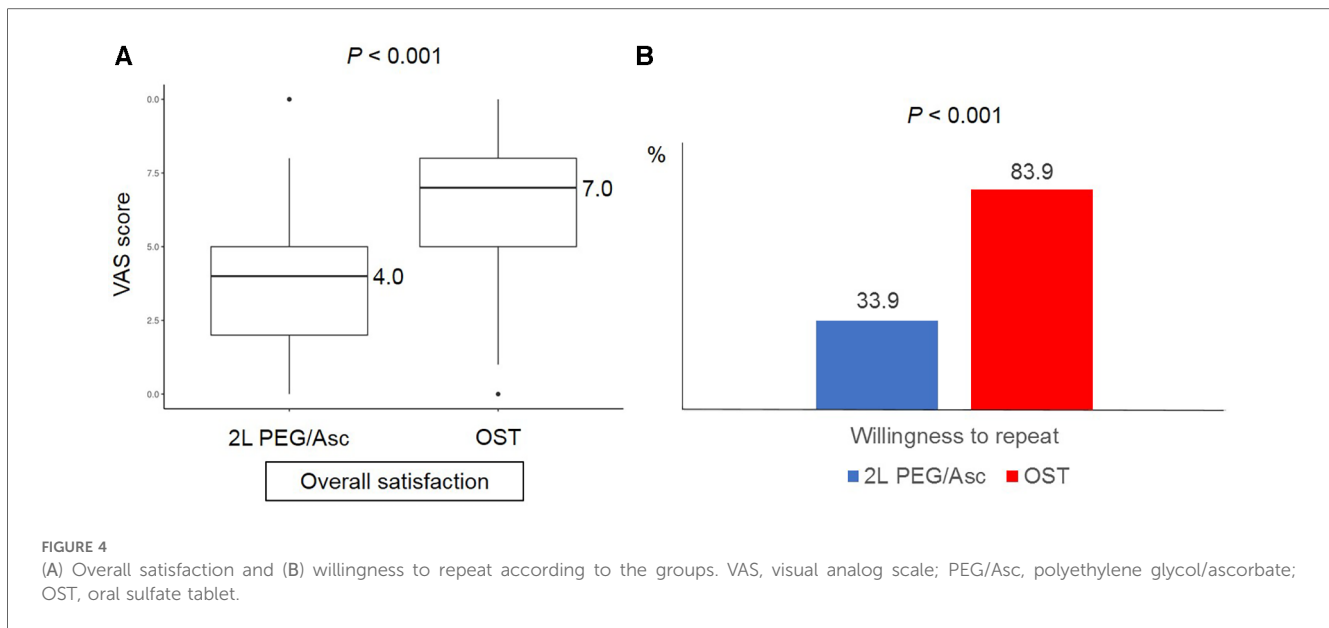 A
P < 0.001
VAS score
0.0
7.5
5.0
2.5
0.0
4.0
7.0
2L PEG/Asc
OST
Overall satisfaction
B
P < 0.001
%
33.9
83.9
Willingness to repeat
2L PEG/Asc OST
FIGURE 4
(A) Overall satisfaction and (B) willingness to repeat according to the groups. VAS, visual analog scale; PEG/Asc, polyethylene glycol/ascorbate;
OST, oral sulfate tablet.